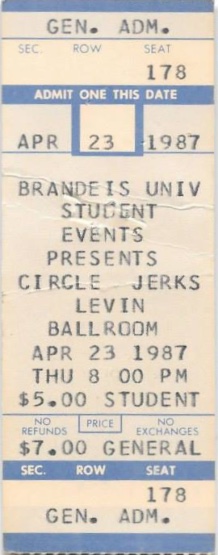 GEN. ADM.
SEC. ROW SEAT
178
ADMIT ONE THIS DATE
APR 23 1987
BRANDEIS UNIV
STUDENT
EVENTS
PRESENTS
CIRCLE JERKS
LEVIN
BALLROOM
APR 23 1987
THU 8 00 PM
$5.00 STUDENT
NO REFUNDS PRICE NO EXCHANGES
$7.00 GENERAL
SEC. ROW SEAT
178
GEN. ADM.